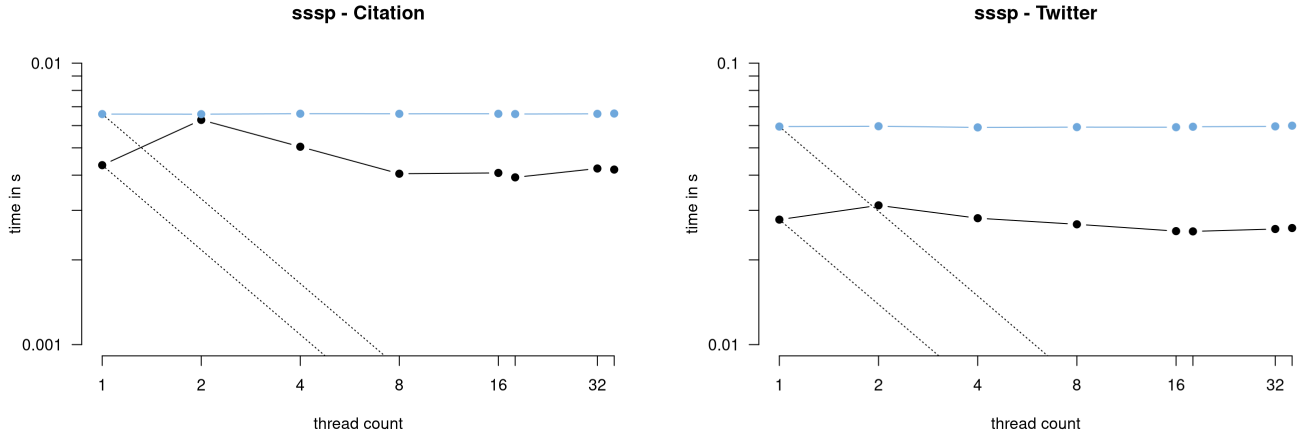 sssp - Citation
0.01
0.001
time in s
1 2 4 8 16 32
thread count
sssp - Twitter
0.1
0.01
time in s
1 2 4 8 16 32
thread count